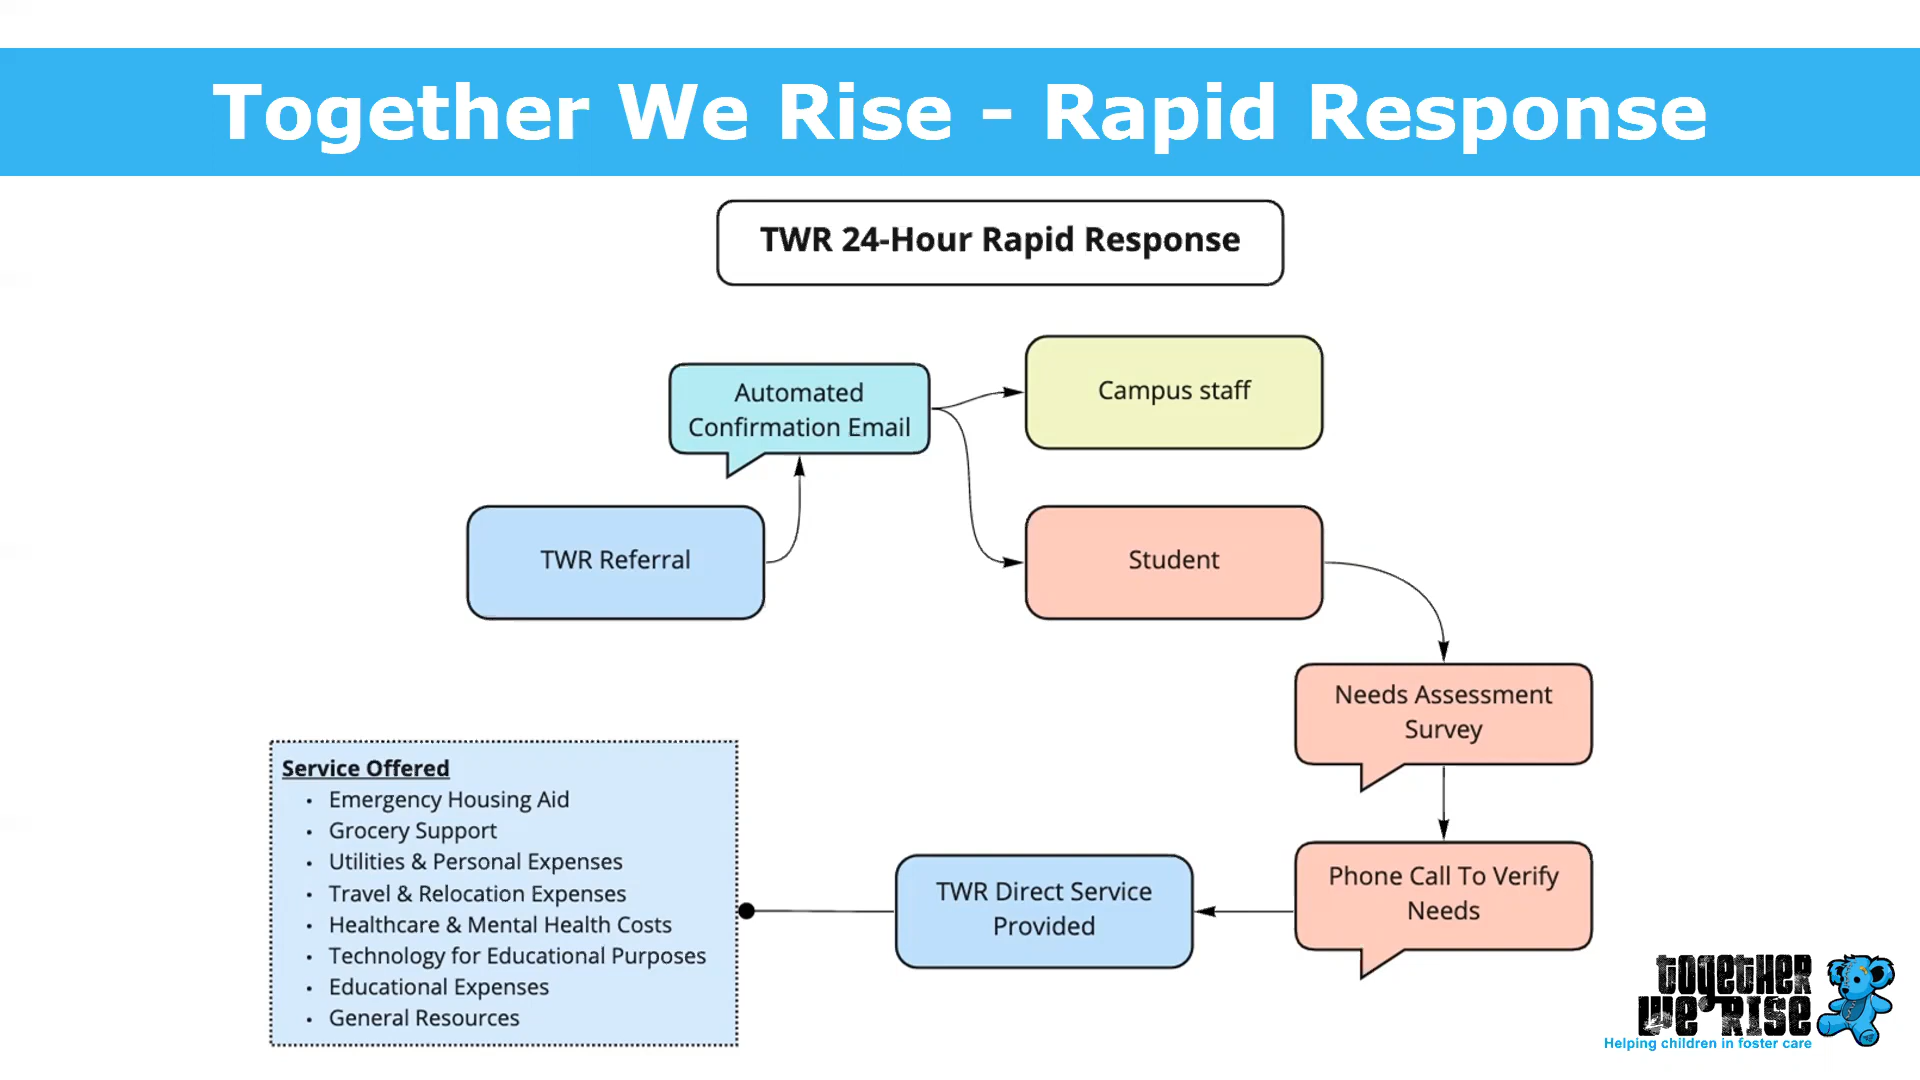 Together We Rise - Rapid Response
TWR 24-Hour Rapid Response
Automated
Confirmation Email
Campus staff
TWR Referral
Student
Needs Assessment
Survey
Phone Call To Verify
Needs
TWR Direct Service
Provided
Service Offered
• Emergency Housing Aid
• Grocery Support
• Utilities & Personal Expenses
• Travel & Relocation Expenses
• Healthcare & Mental Health Costs
• Technology for Educational Purposes
• Educational Expenses
• General Resources
together
we rise
Helping children in foster care